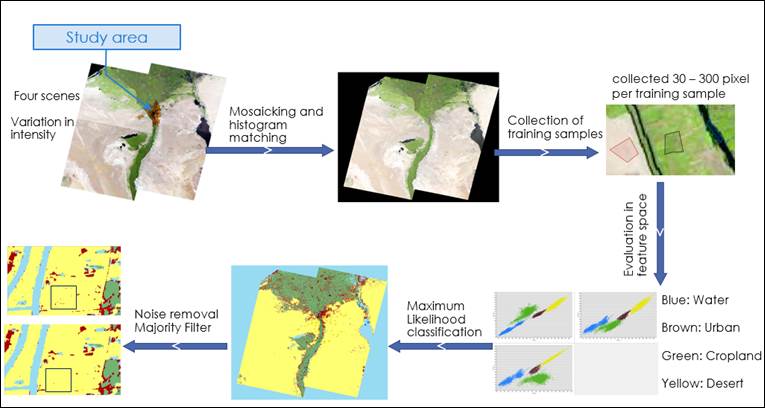 Study area
Four scenes
Variation in
intensity
Mosaicking and
histogram
matching
Collection of
training samples
collected 30 – 300 pixel
per training sample
Evaluation in
feature space
Blue: Water
Brown: Urban
Green: Cropland
Yellow: Desert
Maximum
Likelihood
classification
Noise removal
Majority Filter